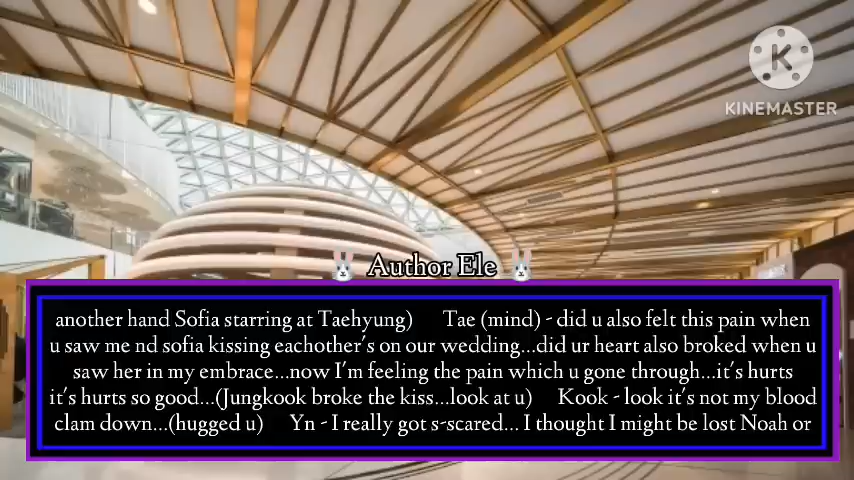 KINEMASTER
🐰 Author Ele 🐰
another hand Sofia starring at Taehyung) Tae (mind) - did u also felt this pain when
u saw me nd sofia kissing eachother's on our wedding...did ur heart also broked when u
saw her in my embrace...now I'm feeling the pain which u gone through...it's hurts
it's hurts so good...(Jungkook broke the kiss...look at u) Kook - look it's not my blood
clam down...(hugged u) Yn - I really got s-scared... I thought I might be lost Noah or